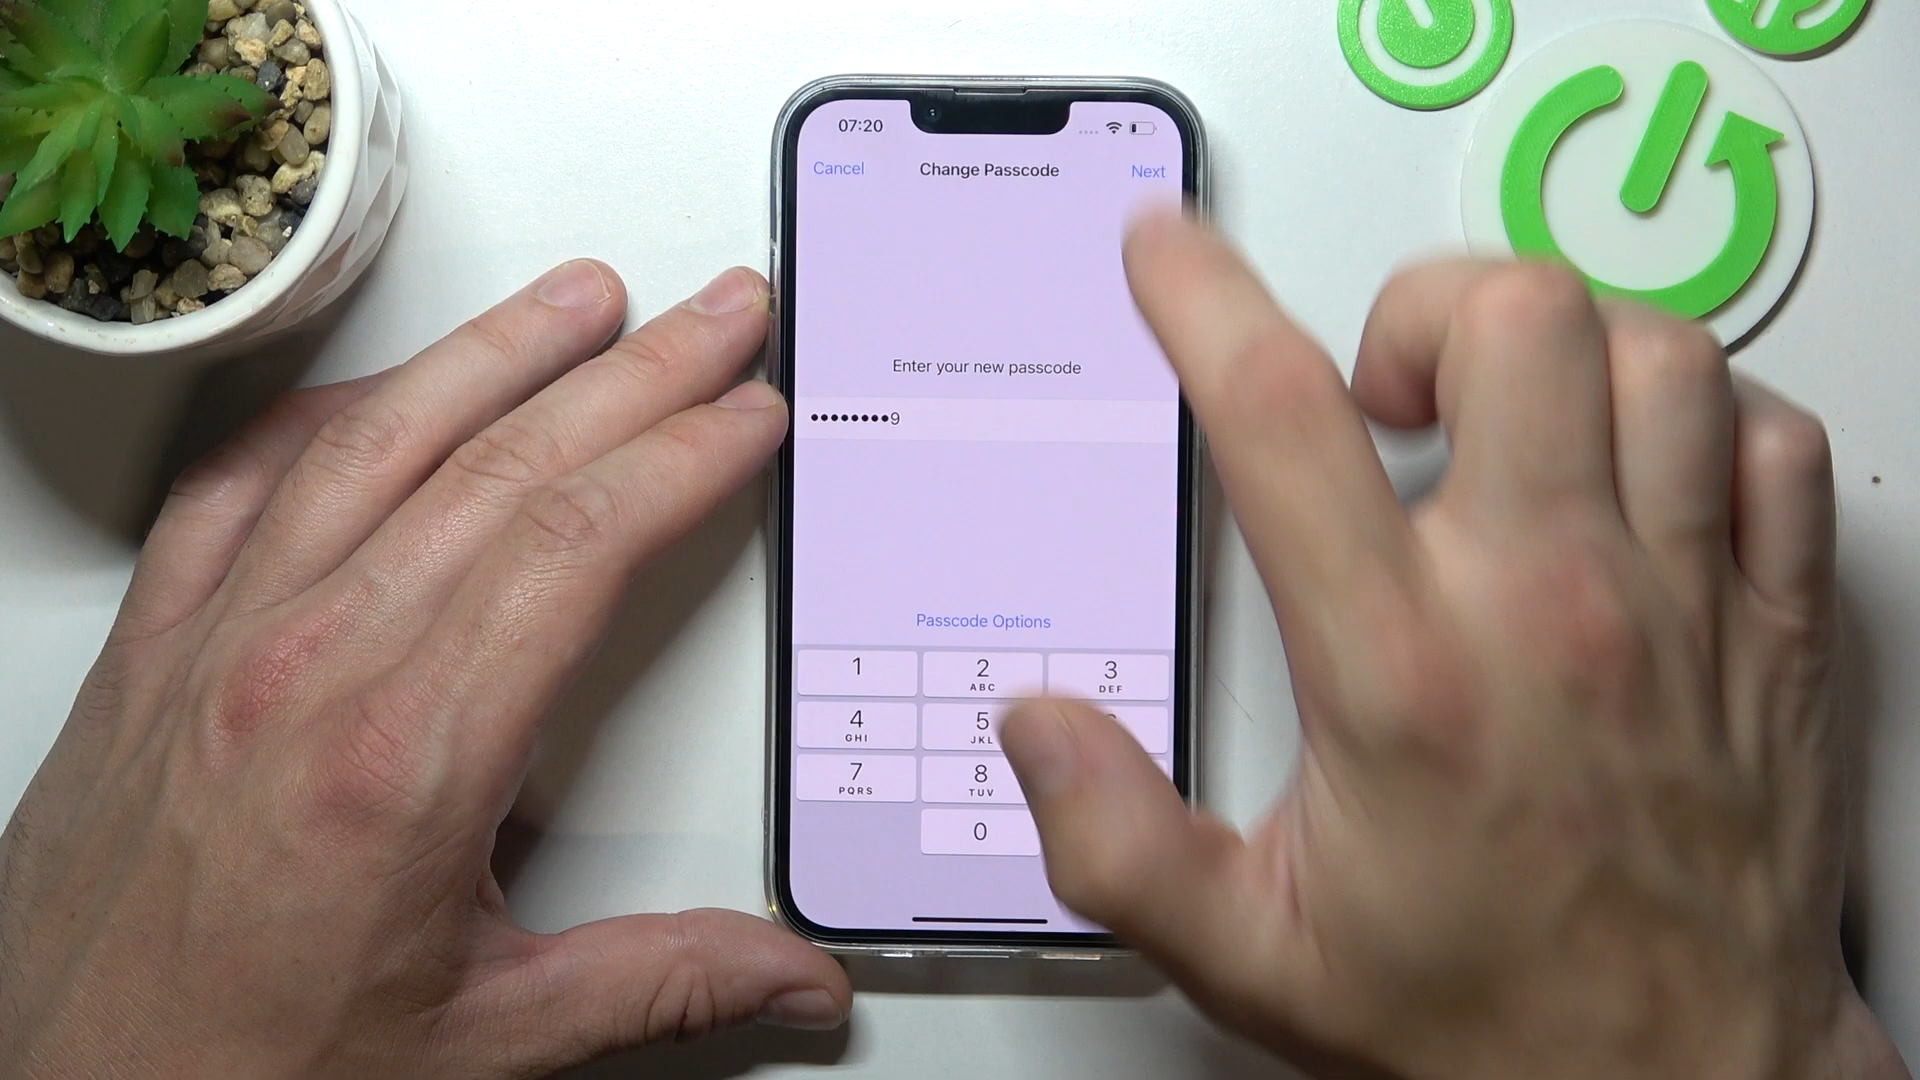 07:20
Cancel Change Passcode Next
Enter your new passcode
••••••••9
Passcode Options
1 2 3
ABC DEF
4 5
GHI JKL
7 8
PQRS TUV
0